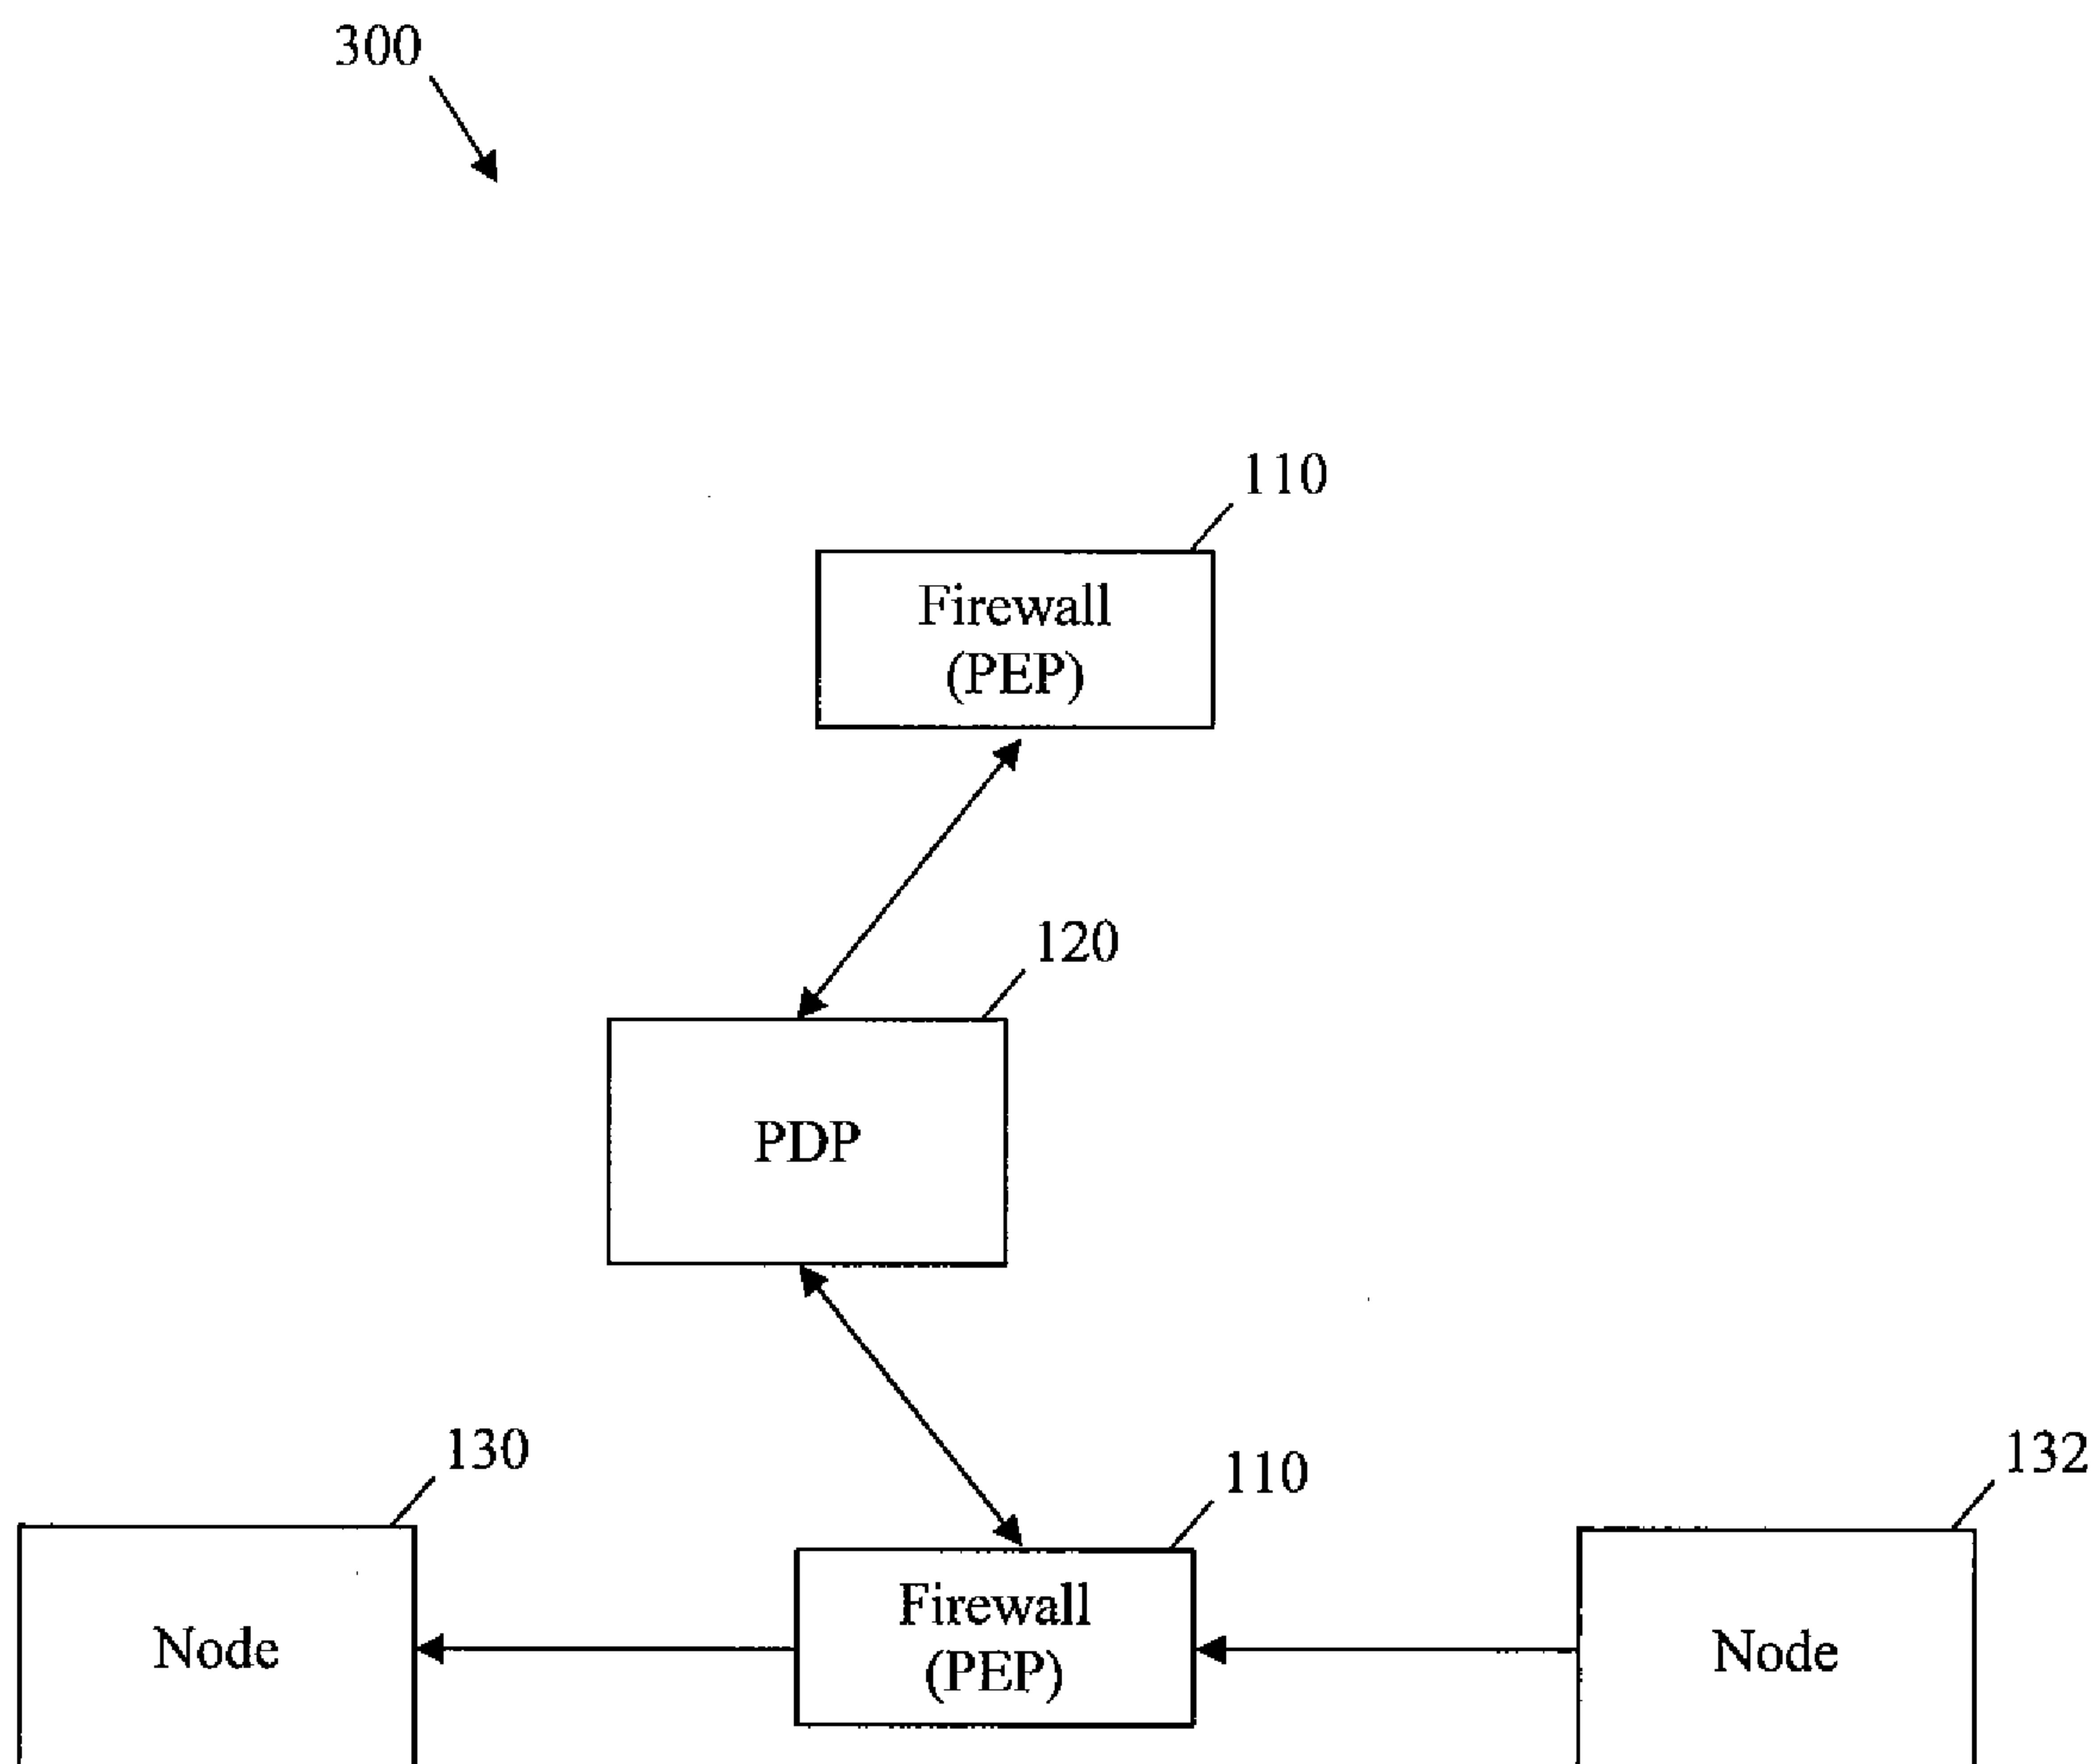 300
110
Firewall
(PEP)
120
PDP
130
110
132
Node
Firewall
(PEP)
Node